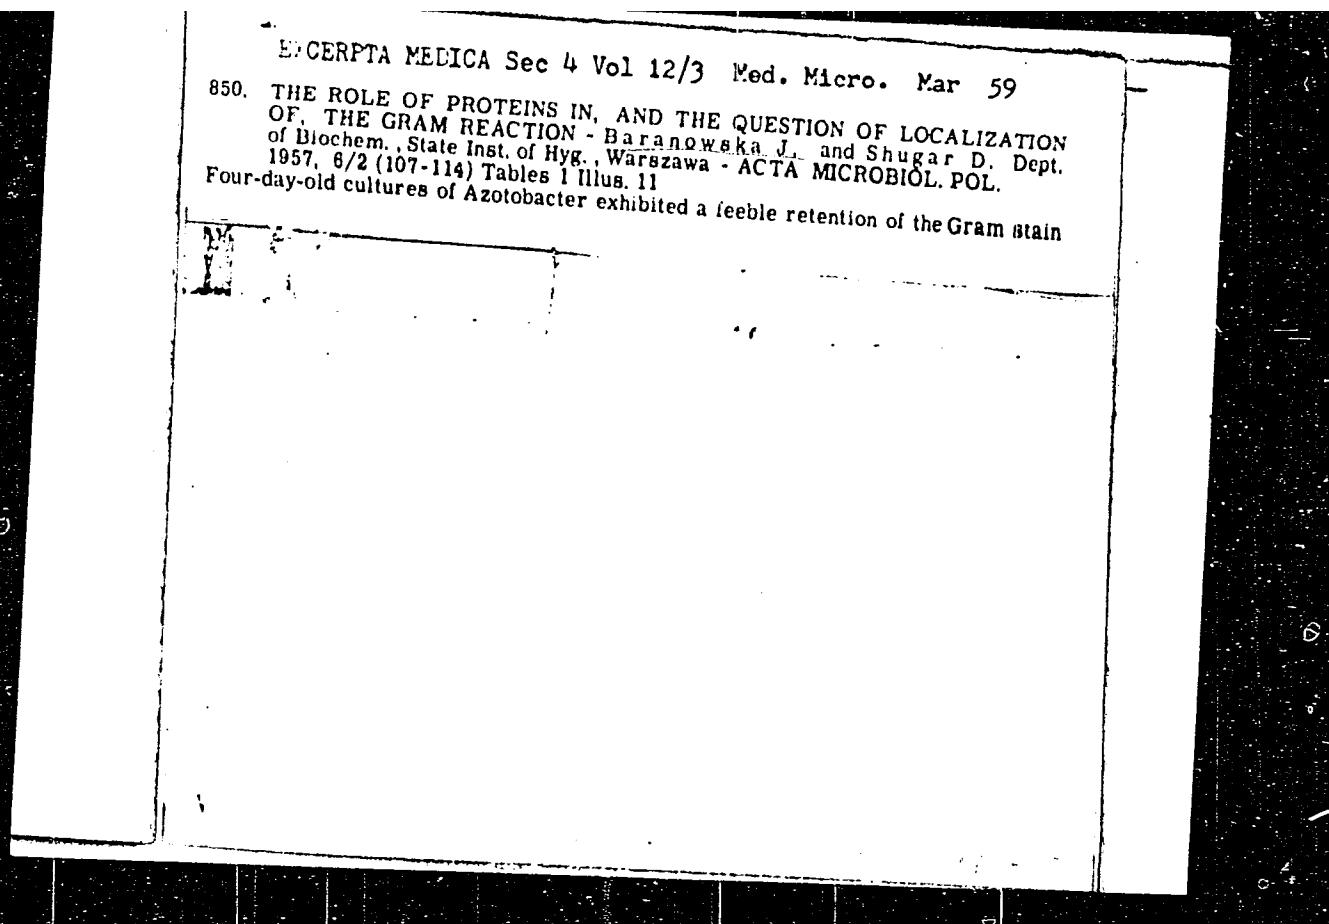 EXCERPTA MEDICA Sec 4 Vol 12/3 Med. Micro. Mar 59
850. THE ROLE OF PROTEINS IN, AND THE QUESTION OF LOCALIZATION
OF, THE GRAM REACTION - Baranowska J. and Shugar D. Dept.
of Biochem., State Inst. of Hyg., Warszawa - ACTA MICROBIOL. POL.
1957, 6/2 (107-114) Tables 1 Illus. 11
Four-day-old cultures of Azotobacter exhibited a feeble retention of the Gram stain